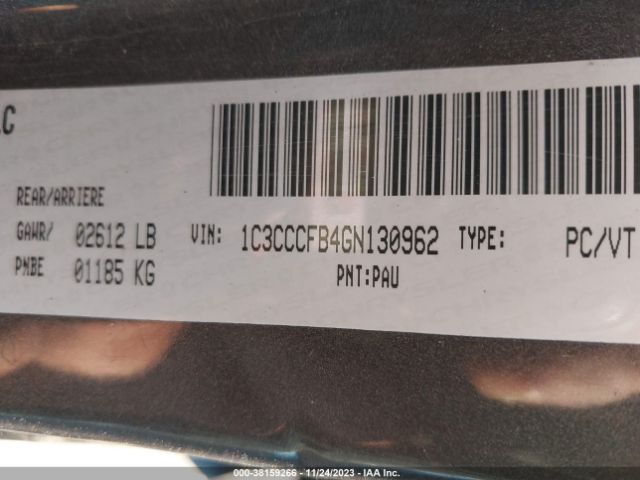 LC
REAR/ARRIERE
GAWR/ 02612 LB VIN: 1C3CCCFB4GN130962 TYPE: PC/VT
PNBE 01185 KG PNT:PAU
000-38159266 - 11/24/2023 - IAA Inc.